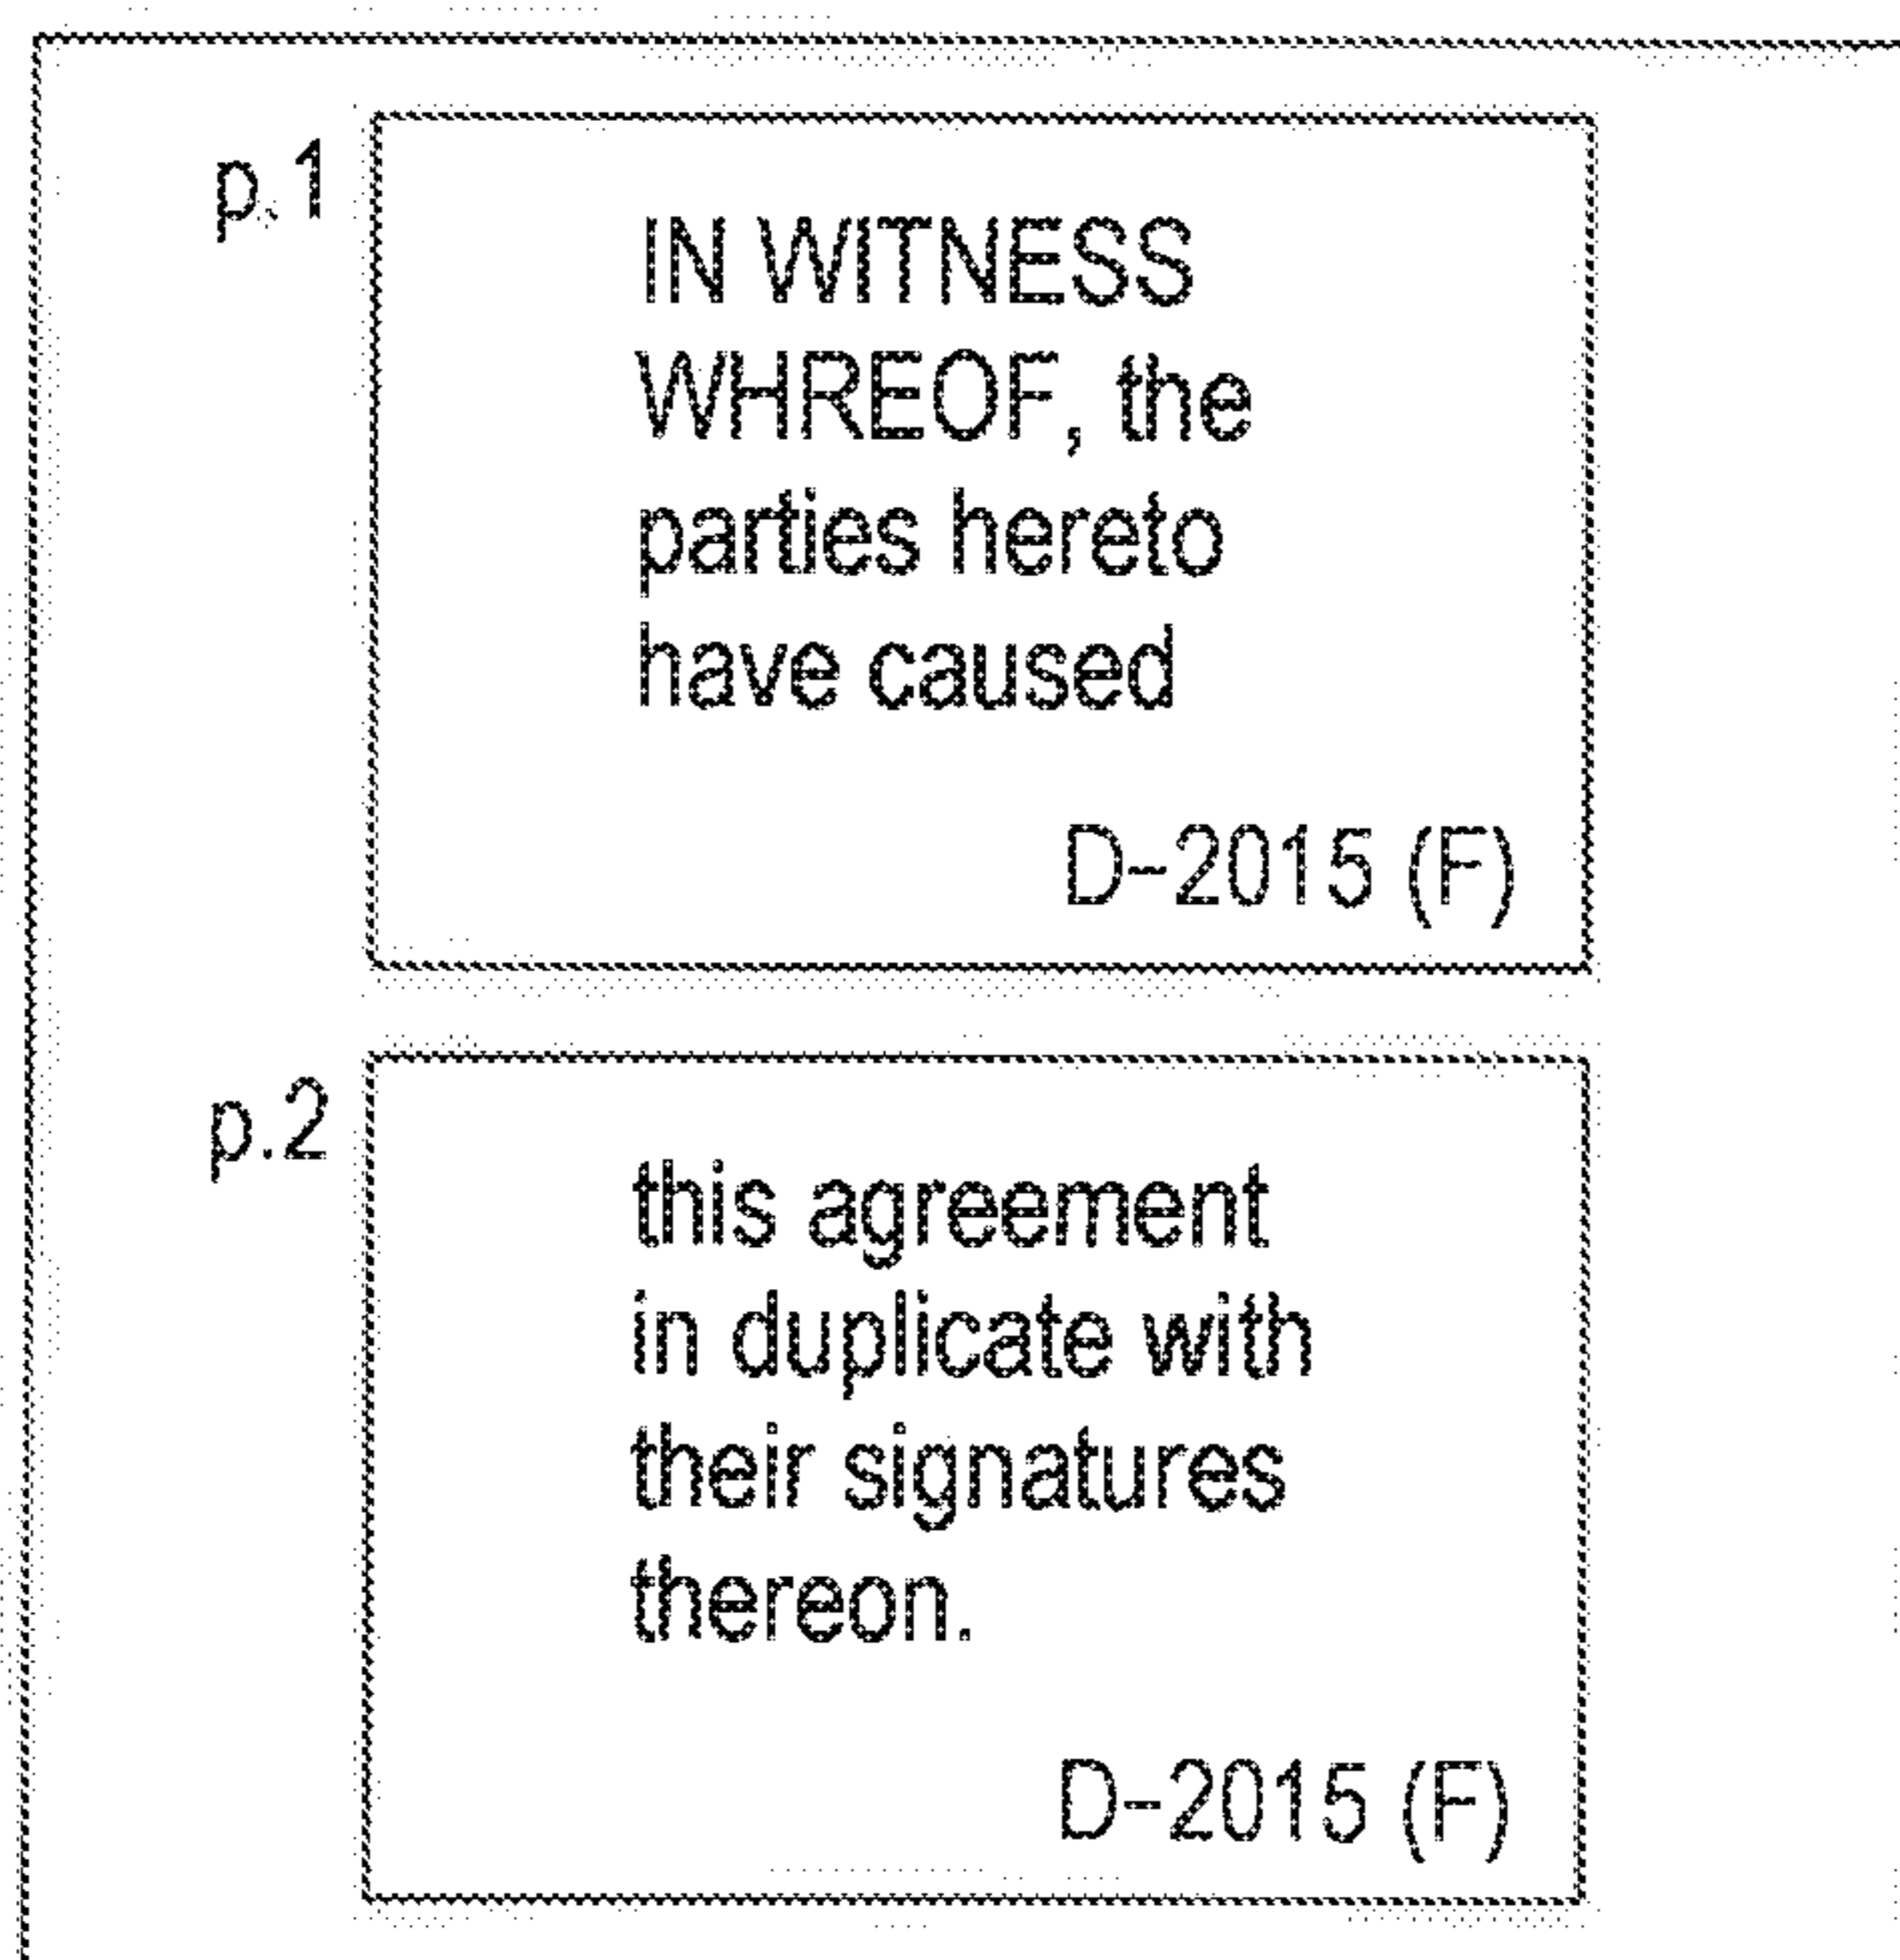 p.1
IN WITNESS
WHREOF, the
parties hereto
have caused
D-2015 (F)
p.2
this agreement
in duplicate with
their signatures
thereon.
D-2015 (F)